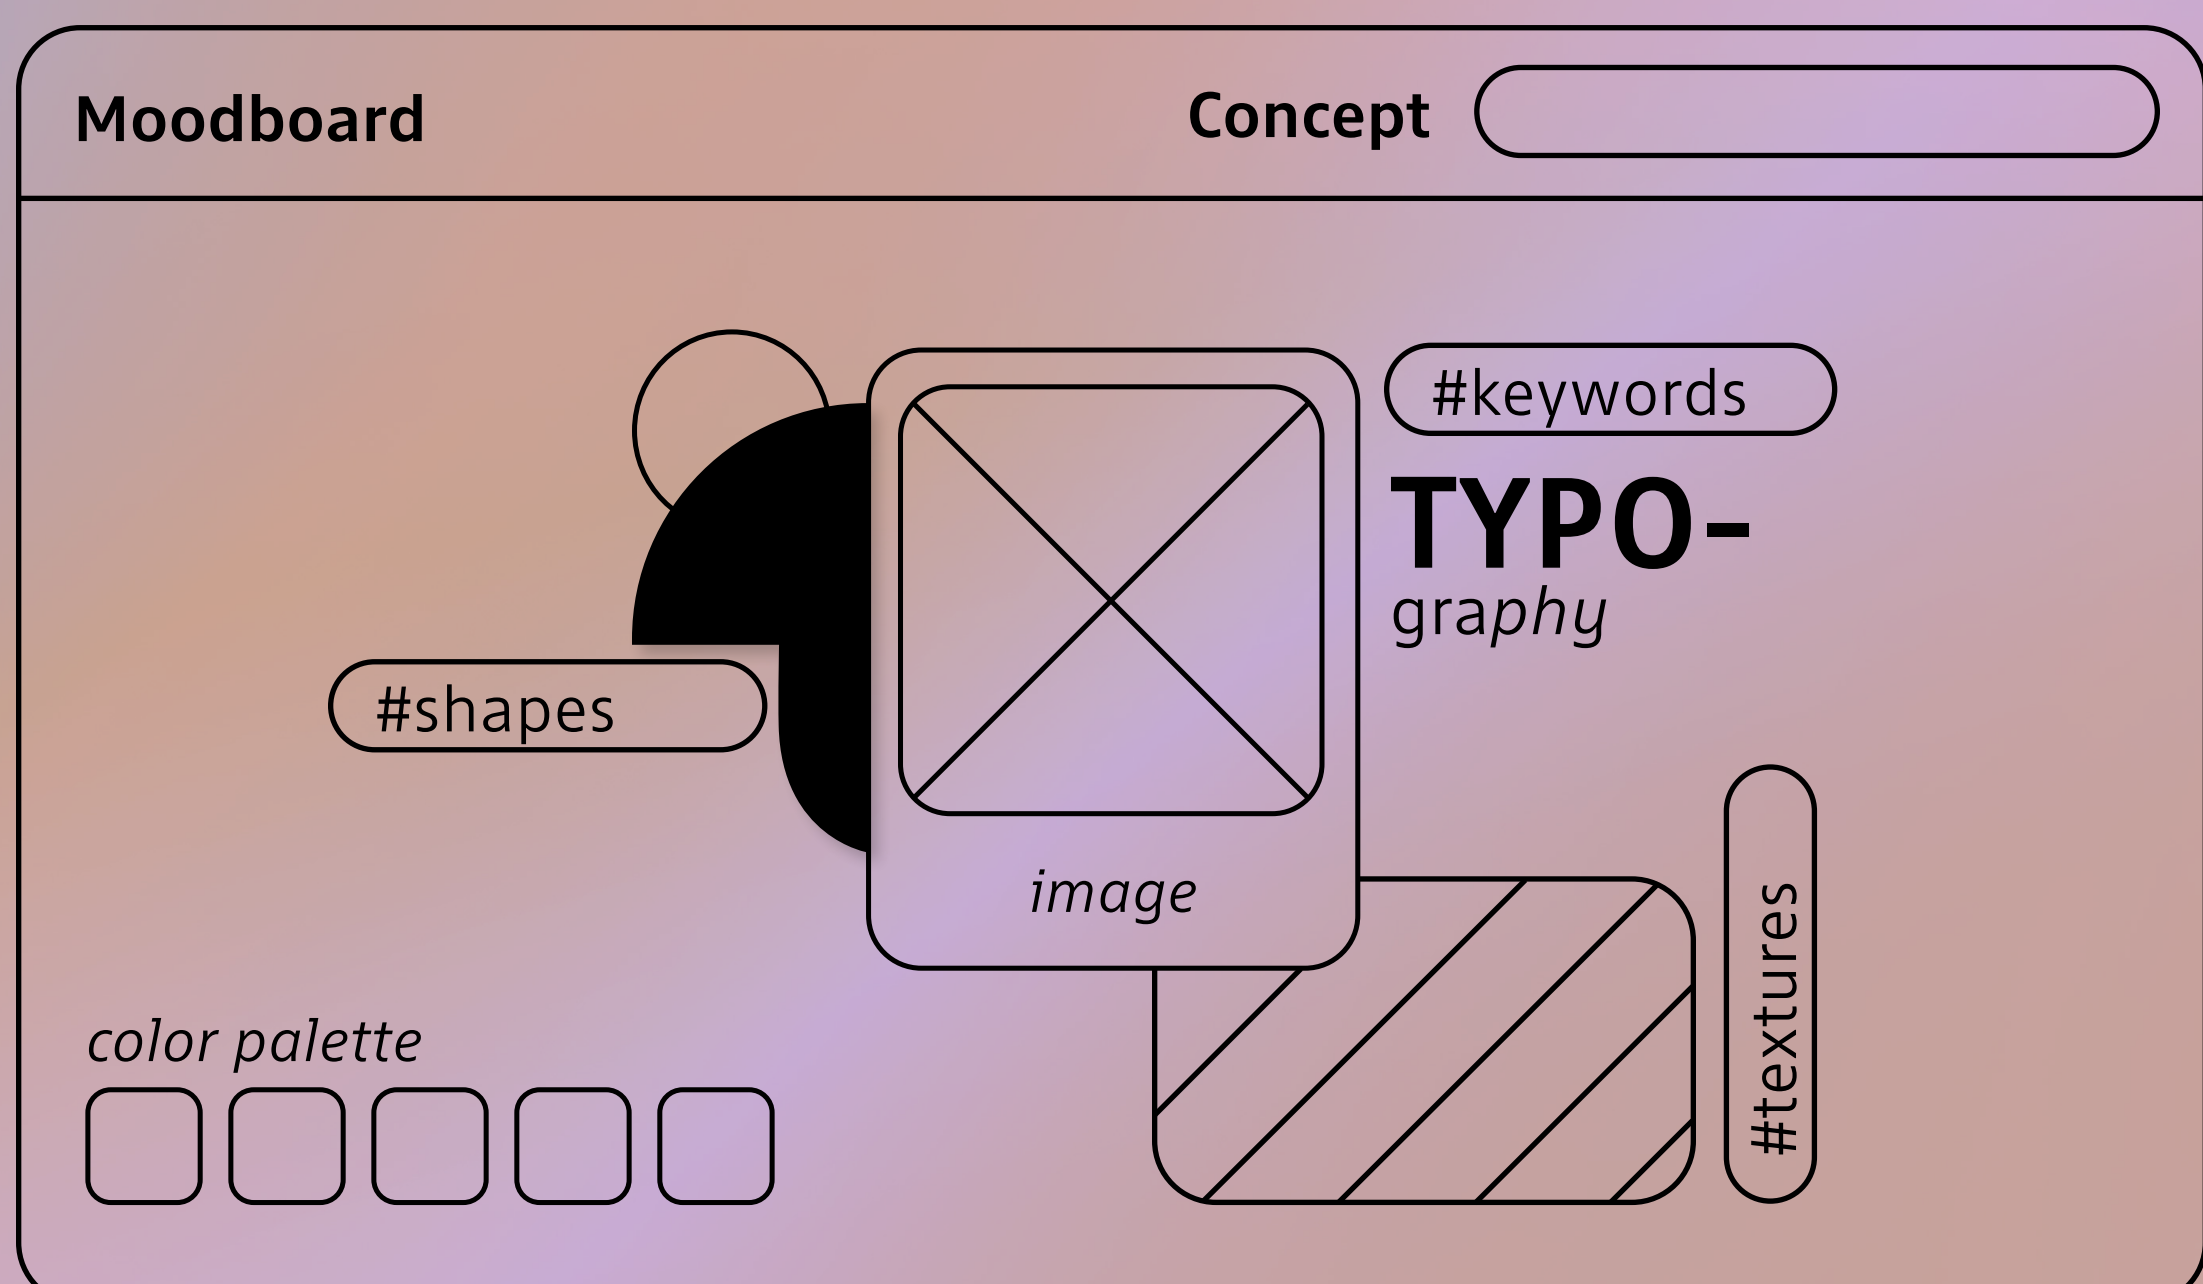 Moodboard
Concept
#keywords
TYPO-
graphy
#shapes
image
#textures
color palette